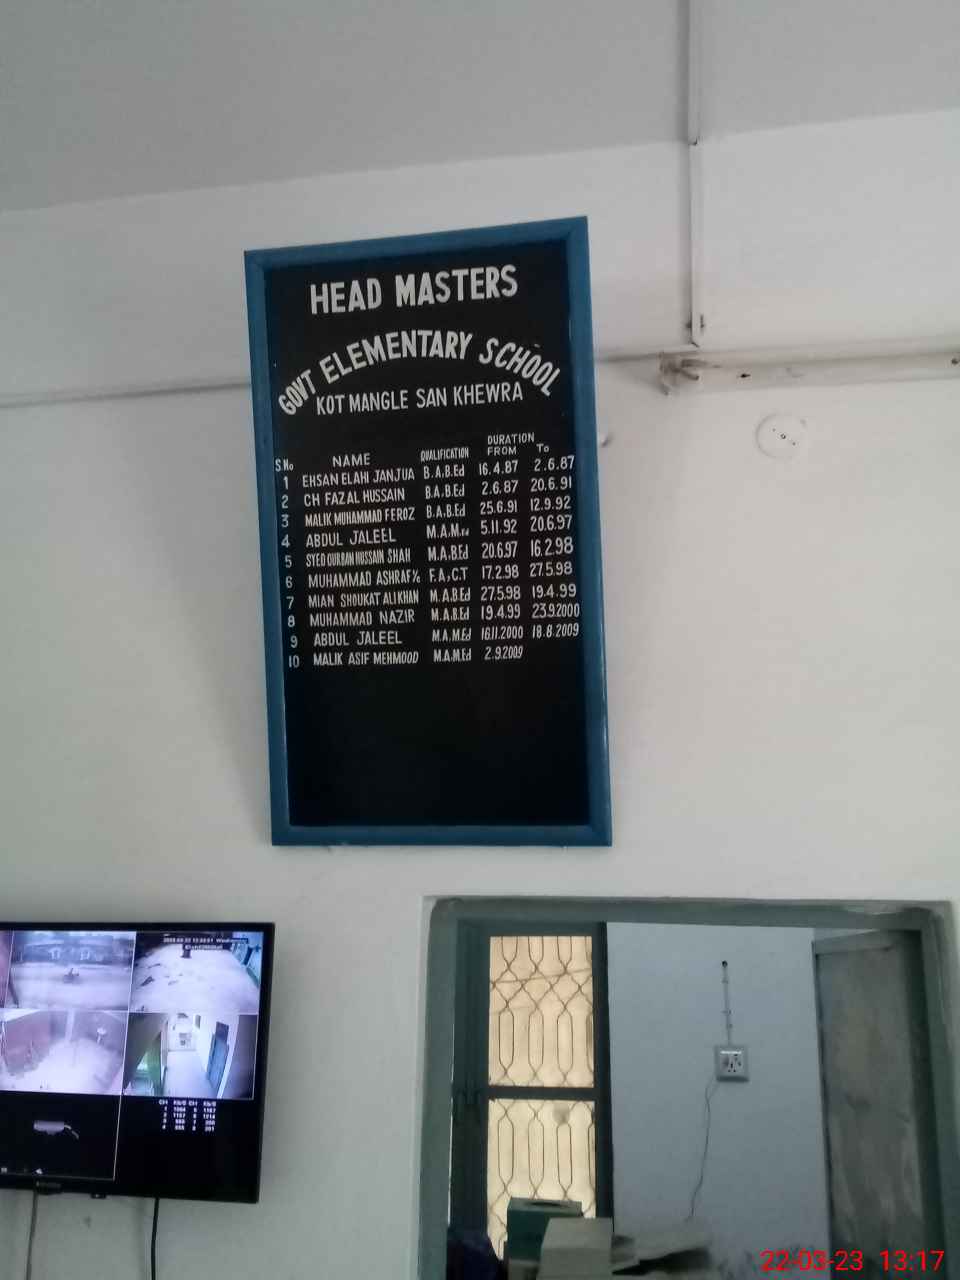 HEAD MASTERS
GOVT ELEMENTARY SCHOOL
KOT MANGLE SAN KHEWRA
DURATION
S.No NAME QUALIFICATION FROM To
1 EHSAN ELAHI JANJUA B.A,B.Ed 16.4.87 2.6.87
2 CH FAZAL HUSSAIN B.A,B.Ed 2.6.87 20.6.91
3 MALIK MUHAMMAD FEROZ B.A,B.Ed 25.6.91 12.9.92
4 ABDUL JALEEL M.A,M.Ed 5.11.92 20.6.97
5 SYED QURBAN HUSSAIN SHAH M.A,B.Ed 20.6.97 16.2.98
6 MUHAMMAD ASHRAF F.A,C.T 17.2.98 27.5.98
7 MIAN SHOUKAT ALI KHAN M.A,B.Ed 27.5.98 19.4.99
8 MUHAMMAD NAZIR M.A,B.Ed 19.4.99 23.9.2000
9 ABDUL JALEEL M.A,M.Ed 16.11.2000 18.8.2009
10 MALIK ASIF MEHMOOD M.A,M.Ed 2.9.2009
22-03-23 13:17